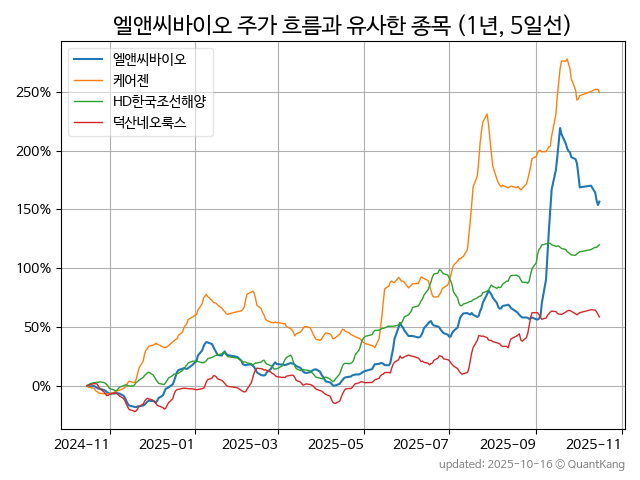 엘앤씨바이오 주가 흐름과 유사한 종목 (1년, 5일선)
엘앤씨바이오
케어젠
HD한국조선해양
덕산네오룩스
250%
200%
150%
100%
50%
0%
2024-11 2025-01 2025-03 2025-05 2025-07 2025-09 2025-11
updated: 2025-10-16 © QuantKang